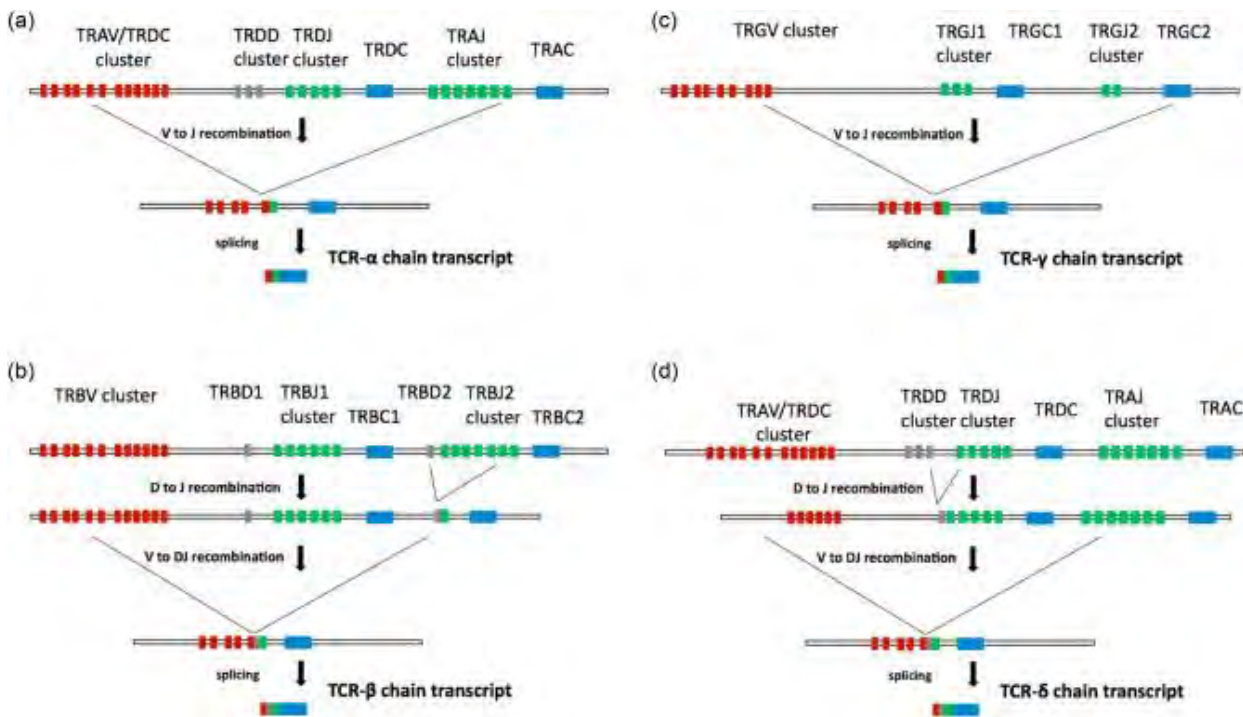 (a)
TRAV/TRDC
cluster
TRDD
cluster
TRDJ
cluster
TRDC
TRAJ
cluster
TRAC
V to J recombination
splicing
TCR-α chain transcript
(c)
TRGV cluster
TRGJ1
cluster
TRGC1
TRGJ2
cluster
TRGC2
V to J recombination
splicing
TCR-γ chain transcript
(b)
TRBV cluster
TRBD1
TRBJ1
cluster
TRBC1
TRBD2
TRBJ2
cluster
TRBC2
D to J recombination
V to DJ recombination
splicing
TCR-β chain transcript
(d)
TRAV/TRDC
cluster
TRDD
cluster
TRDJ
cluster
TRDC
TRAJ
cluster
TRAC
D to J recombination
V to DJ recombination
splicing
TCR-δ chain transcript